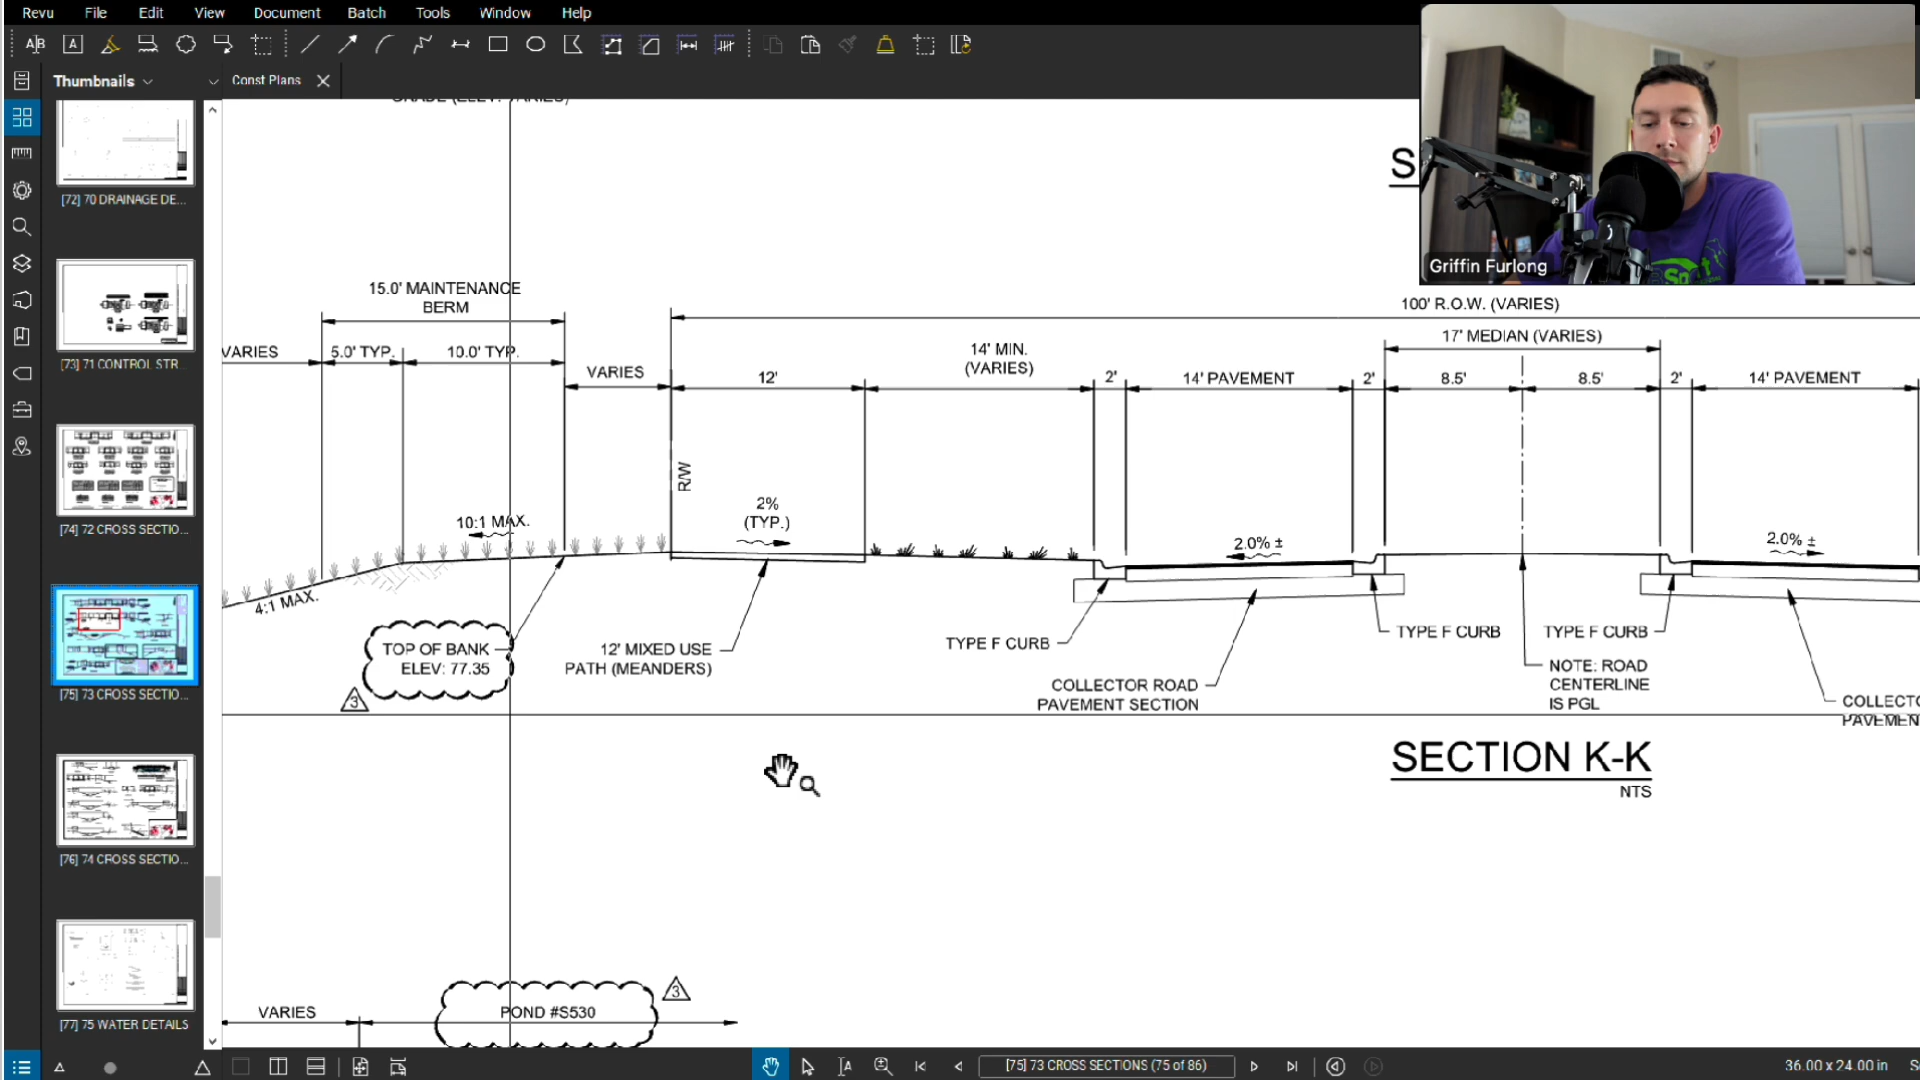 Revu File Edit View Document Batch Tools Window Help
Thumbnails
Const Plans
[72] 70 DRAINAGE DE...
[73] 71 CONTROL STR...
[74] 72 CROSS SECTIO...
[75] 73 CROSS SECTIO...
[76] 74 CROSS SECTIO...
[77] 75 WATER DETAILS
GRADE (ELEV. VARIES)
S
Griffin Furlong
15.0' MAINTENANCE
BERM
100' R.O.W. (VARIES)
17' MEDIAN (VARIES)
VARIES
5.0' TYP.
10.0' TYP.
VARIES
12'
14' MIN.
(VARIES)
2'
14' PAVEMENT
2'
8.5'
8.5'
2'
14' PAVEMENT
R/W
10:1 MAX.
2%
(TYP.)
2.0% ±
2.0% ±
4:1 MAX.
TOP OF BANK
ELEV: 77.35
3
12' MIXED USE
PATH (MEANDERS)
TYPE F CURB
COLLECTOR ROAD
PAVEMENT SECTION
TYPE F CURB
TYPE F CURB
NOTE: ROAD
CENTERLINE
IS PGL
COLLECTO
PAVEMEN
SECTION K-K
NTS
VARIES
POND #S530
3
[75] 73 CROSS SECTIONS (75 of 86)
36.00 x 24.00 in